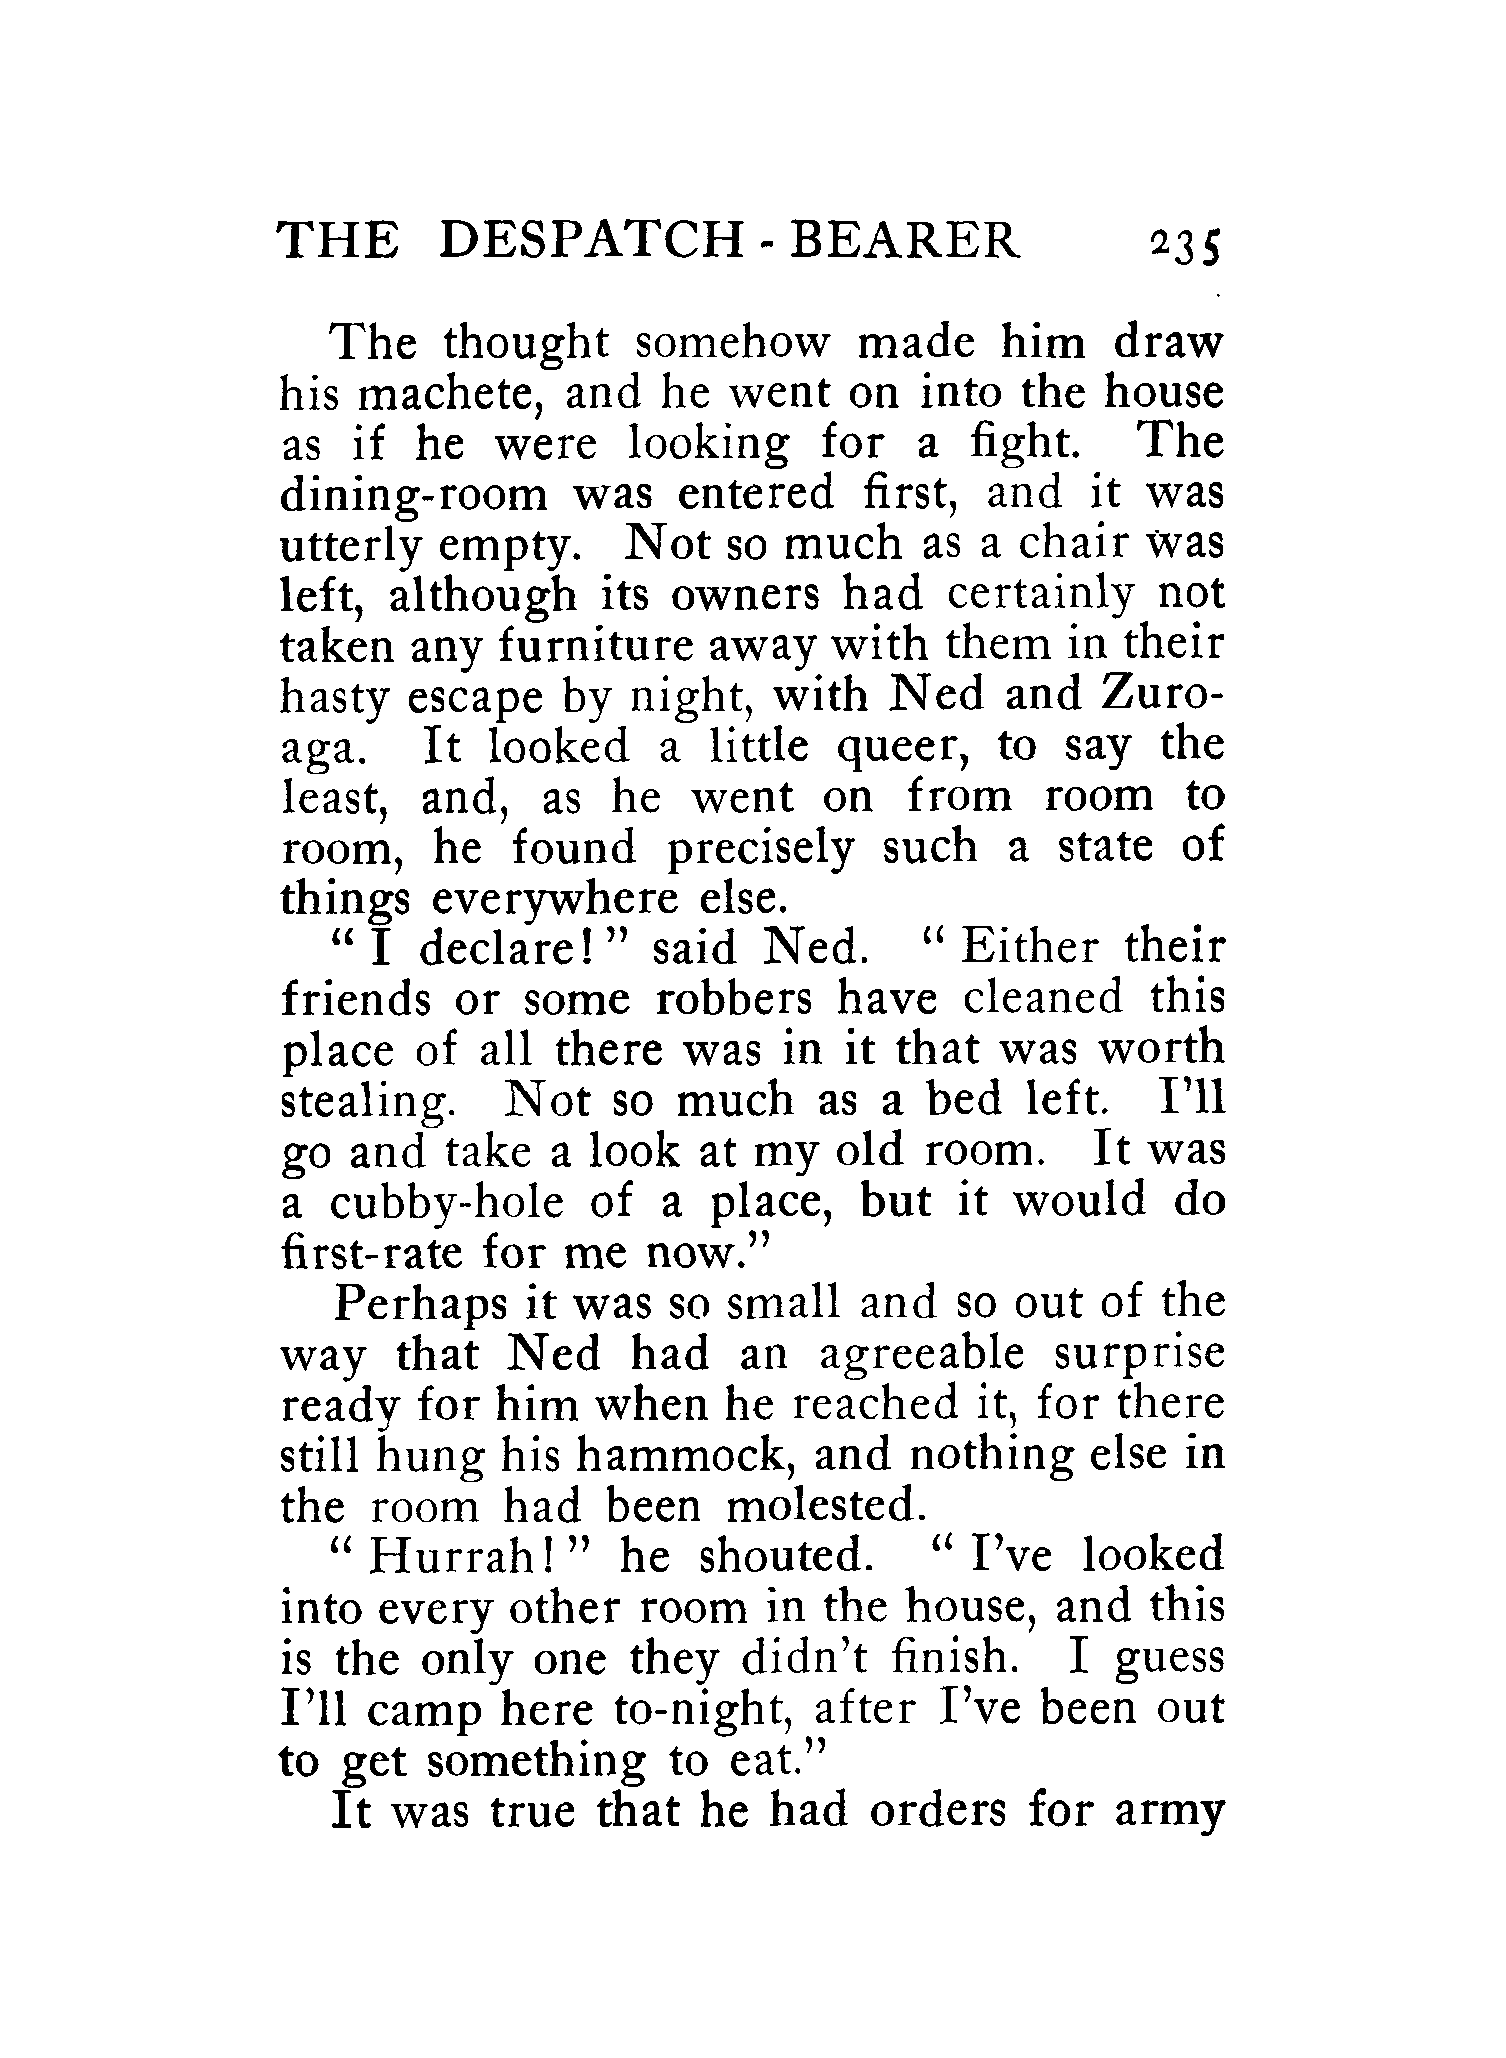 THE DESPATCH-BEARER 235
The thought somehow made him draw
his machete, and he went on into the house
as if he were looking for a fight. The
dining-room was entered first, and it was
utterly empty. Not so much as a chair was
left, although its owners had certainly not
taken any furniture away with them in their
hasty escape by night, with Ned and Zuro-
aga. It looked a little queer, to say the
least, and, as he went on from room to
room, he found precisely such a state of
things everywhere else.
" I declare! " said Ned. " Either their
friends or some robbers have cleaned this
place of all there was in it that was worth
stealing. Not so much as a bed left. I'll
go and take a look at my old room. It was
a cubby-hole of a place, but it would do
first-rate for me now."
Perhaps it was so small and so out of the
way that Ned had an agreeable surprise
ready for him when he reached it, for there
still hung his hammock, and nothing else in
the room had been molested.
" Hurrah! " he shouted. " I've looked
into every other room in the house, and this
is the only one they didn't finish. I guess
I'll camp here to-night, after I've been out
to get something to eat."
It was true that he had orders for army